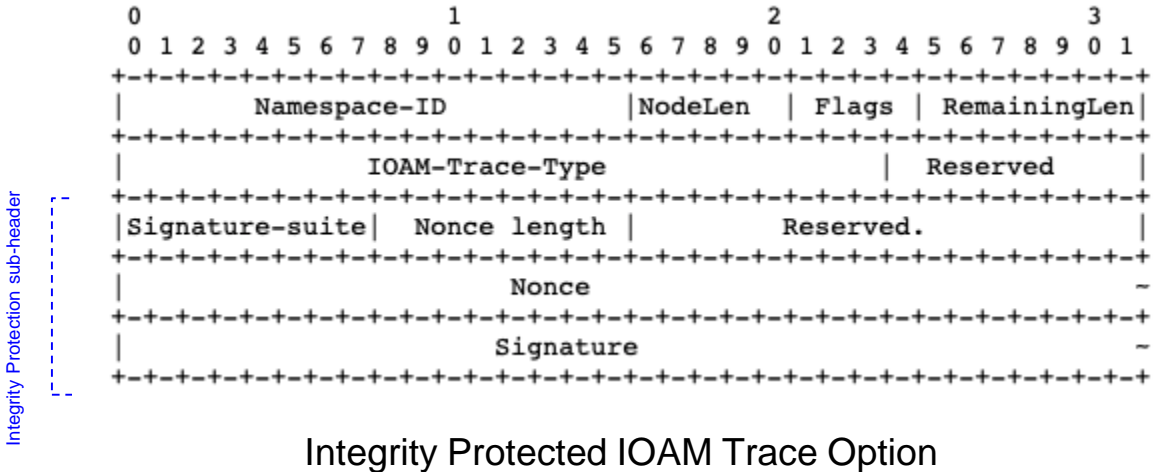 0 1 2 3
0 1 2 3 4 5 6 7 8 9 0 1 2 3 4 5 6 7 8 9 0 1 2 3 4 5 6 7 8 9 0 1
+-+-+-+-+-+-+-+-+-+-+-+-+-+-+-+-+-+-+-+-+-+-+-+-+-+-+-+-+-+-+-+-+
| Namespace-ID |NodeLen | Flags | RemainingLen|
+-+-+-+-+-+-+-+-+-+-+-+-+-+-+-+-+-+-+-+-+-+-+-+-+-+-+-+-+-+-+-+-+
| IOAM-Trace-Type | Reserved |
+-+-+-+-+-+-+-+-+-+-+-+-+-+-+-+-+-+-+-+-+-+-+-+-+-+-+-+-+-+-+-+-+
|Signature-suite| Nonce length | Reserved. |
+-+-+-+-+-+-+-+-+-+-+-+-+-+-+-+-+-+-+-+-+-+-+-+-+-+-+-+-+-+-+-+-+
| Nonce ~
+-+-+-+-+-+-+-+-+-+-+-+-+-+-+-+-+-+-+-+-+-+-+-+-+-+-+-+-+-+-+-+-+
| Signature ~
+-+-+-+-+-+-+-+-+-+-+-+-+-+-+-+-+-+-+-+-+-+-+-+-+-+-+-+-+-+-+-+-+
Integrity Protection sub-header
Integrity Protected IOAM Trace Option